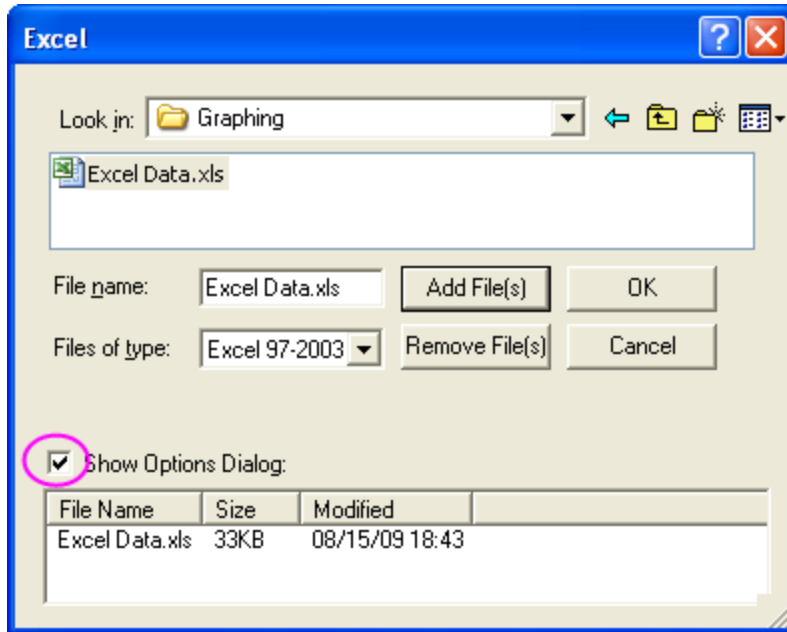 Excel
Look in: Graphing
Excel Data.xls
File name: Excel Data.xls Add File(s) OK
Files of type: Excel 97-2003 Remove File(s) Cancel
Show Options Dialog:
File Name Size Modified
Excel Data.xls 33KB 08/15/09 18:43